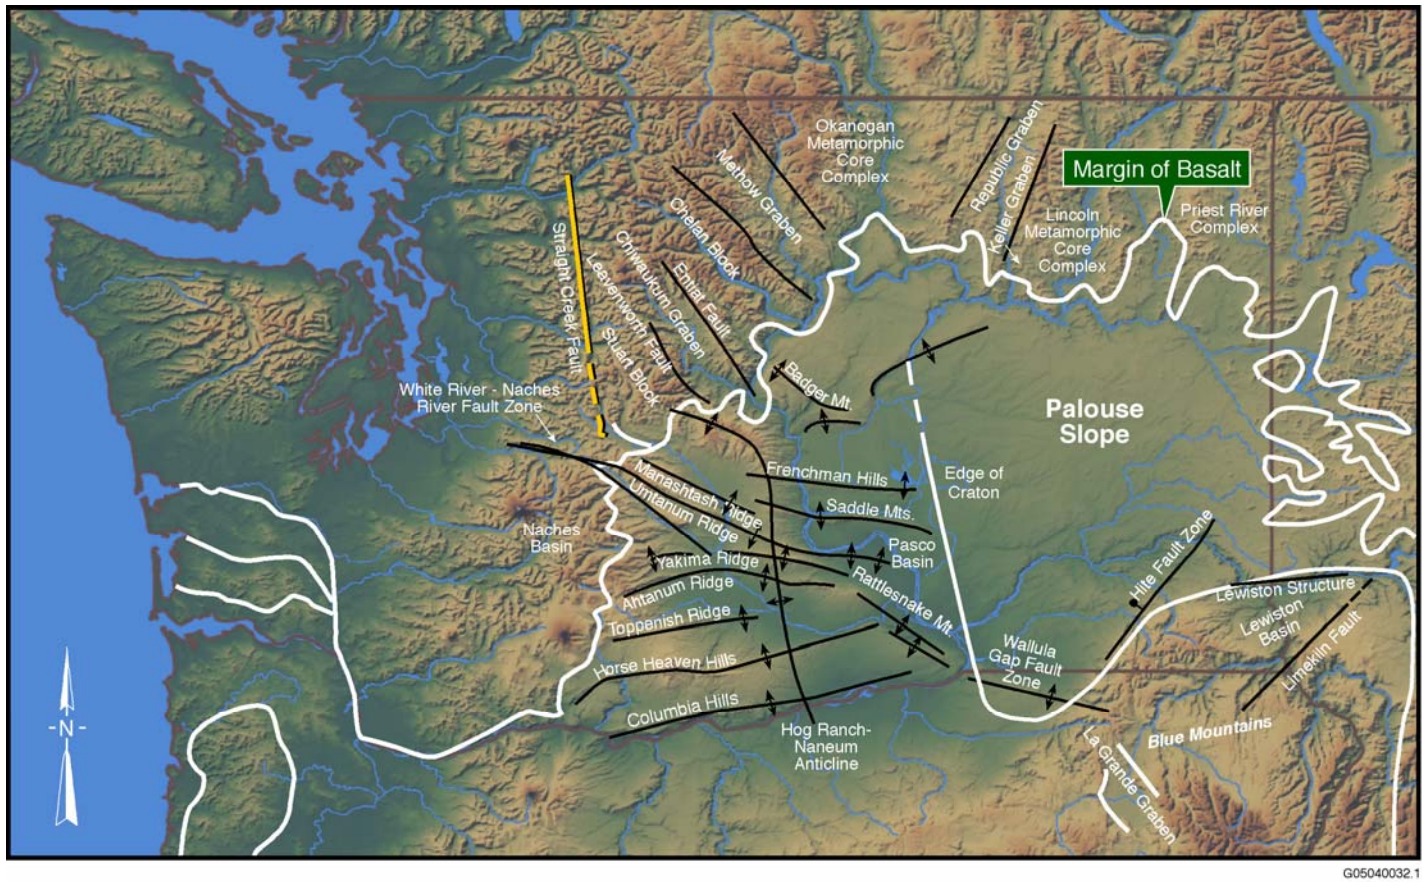 Okanogan
Metamorphic
Core
Complex
Republic Graben
Keller Graben
Margin of Basalt
Priest River
Complex
Lincoln
Metamorphic
Core
Complex
Methow Graben
Chelan Block
Entiat Fault
Chiwaukum Graben
Leavenworth Fault
Stuart Block
Straight Creek Fault
White River - Naches
River Fault Zone
Badger Mt.
Palouse
Slope
Edge of
Craton
Frenchman Hills
Saddle Mts.
Manashtash Ridge
Umtanum Ridge
Naches
Basin
Pasco
Basin
Yakima Ridge
Rattlesnake Mt.
Ahtanum Ridge
Toppenish Ridge
Horse Heaven Hills
Columbia Hills
Hog Ranch-
Naneum
Anticline
Wallula
Gap Fault
Zone
Hite Fault Zone
Lewiston Structure
Lewiston
Basin
Limekiln Fault
Blue Mountains
La Grande Graben
-N-
G05040032.1